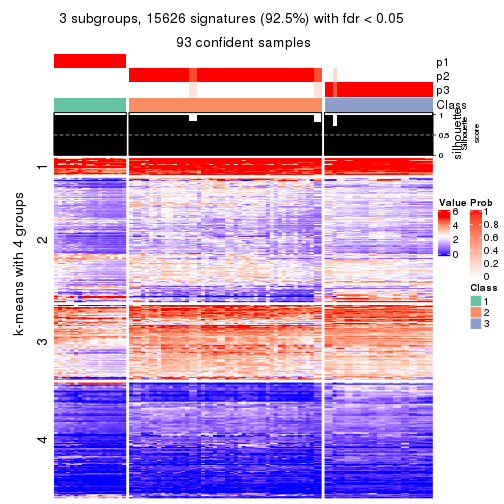 3 subgroups, 15626 signatures (92.5%) with fdr < 0.05
93 confident samples
p1
p2
p3
Class
silhouette
Silhouette
score
1
0.5
0
k-means with 4 groups
1
2
3
4
Value
6
4
2
0
Prob
1
0.8
0.6
0.4
0.2
0
Class
1
2
3